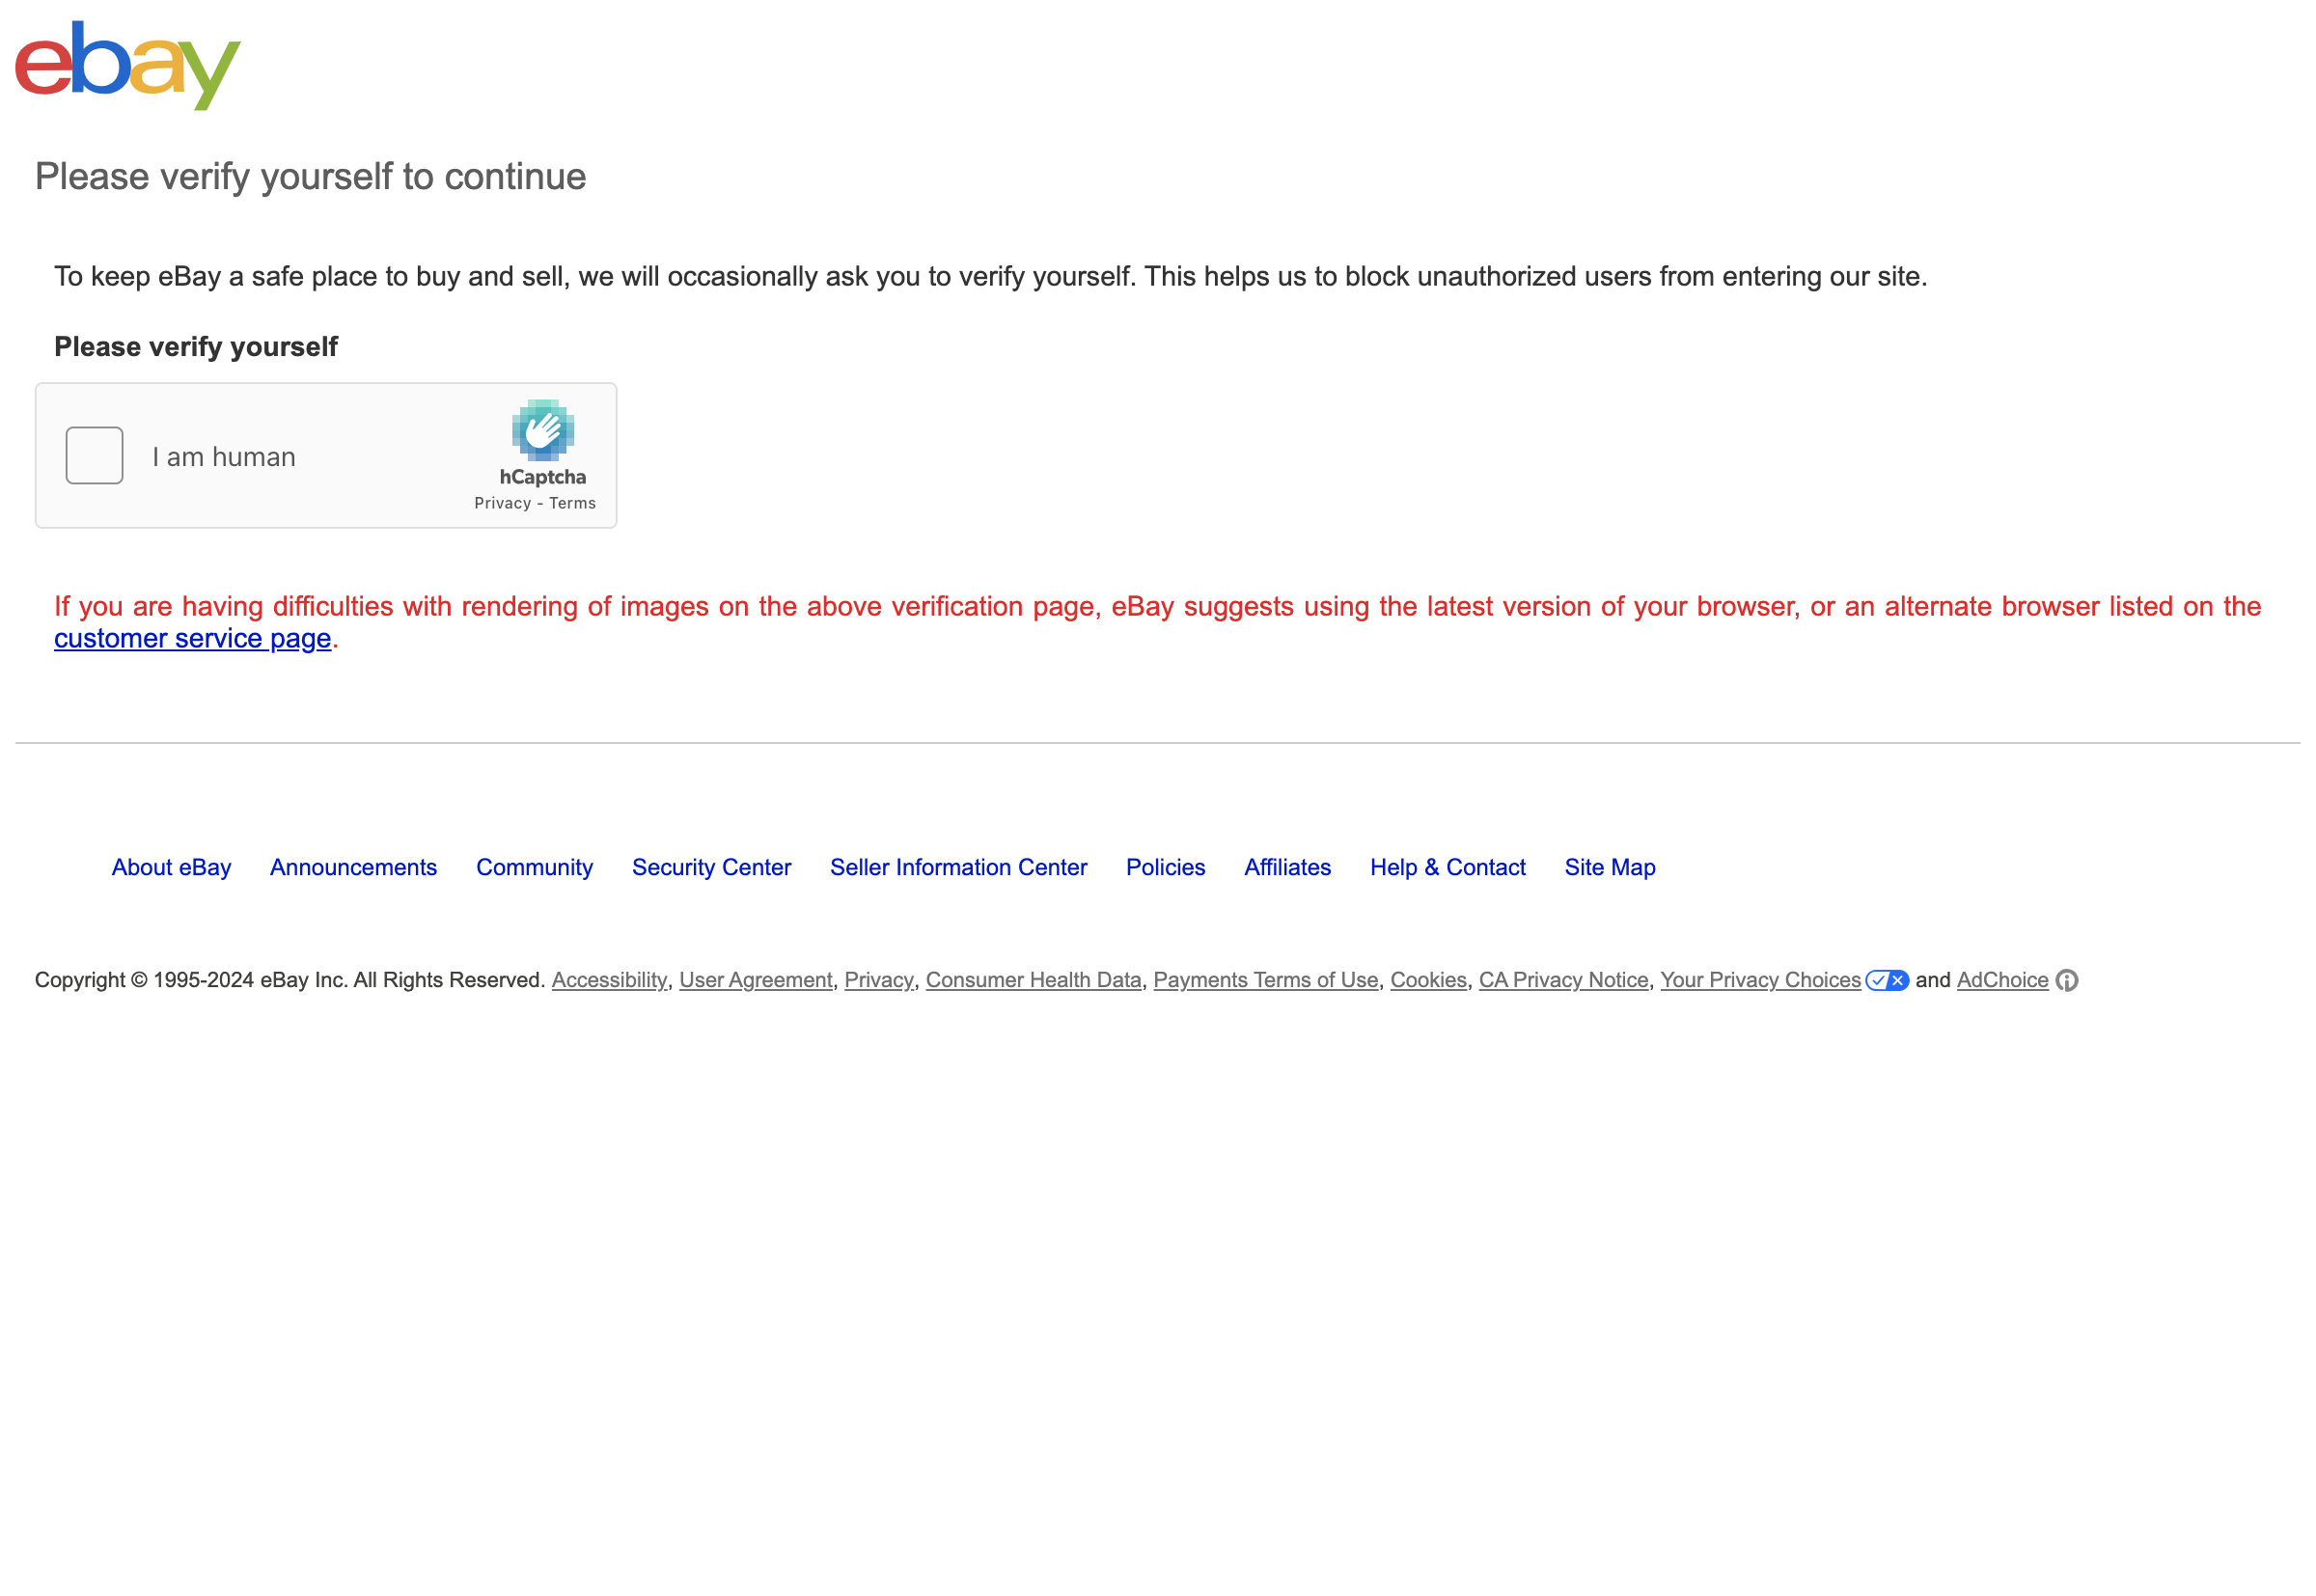 ebay
Please verify yourself to continue
To keep eBay a safe place to buy and sell, we will occasionally ask you to verify yourself. This helps us to block unauthorized users from entering our site.
Please verify yourself
I am human
hCaptcha
Privacy - Terms
If you are having difficulties with rendering of images on the above verification page, eBay suggests using the latest version of your browser, or an alternate browser listed on the
customer service page.
About eBay Announcements Community Security Center Seller Information Center Policies Affiliates Help & Contact Site Map
Copyright © 1995-2024 eBay Inc. All Rights Reserved. Accessibility, User Agreement, Privacy, Consumer Health Data, Payments Terms of Use, Cookies, CA Privacy Notice, Your Privacy Choices and AdChoice